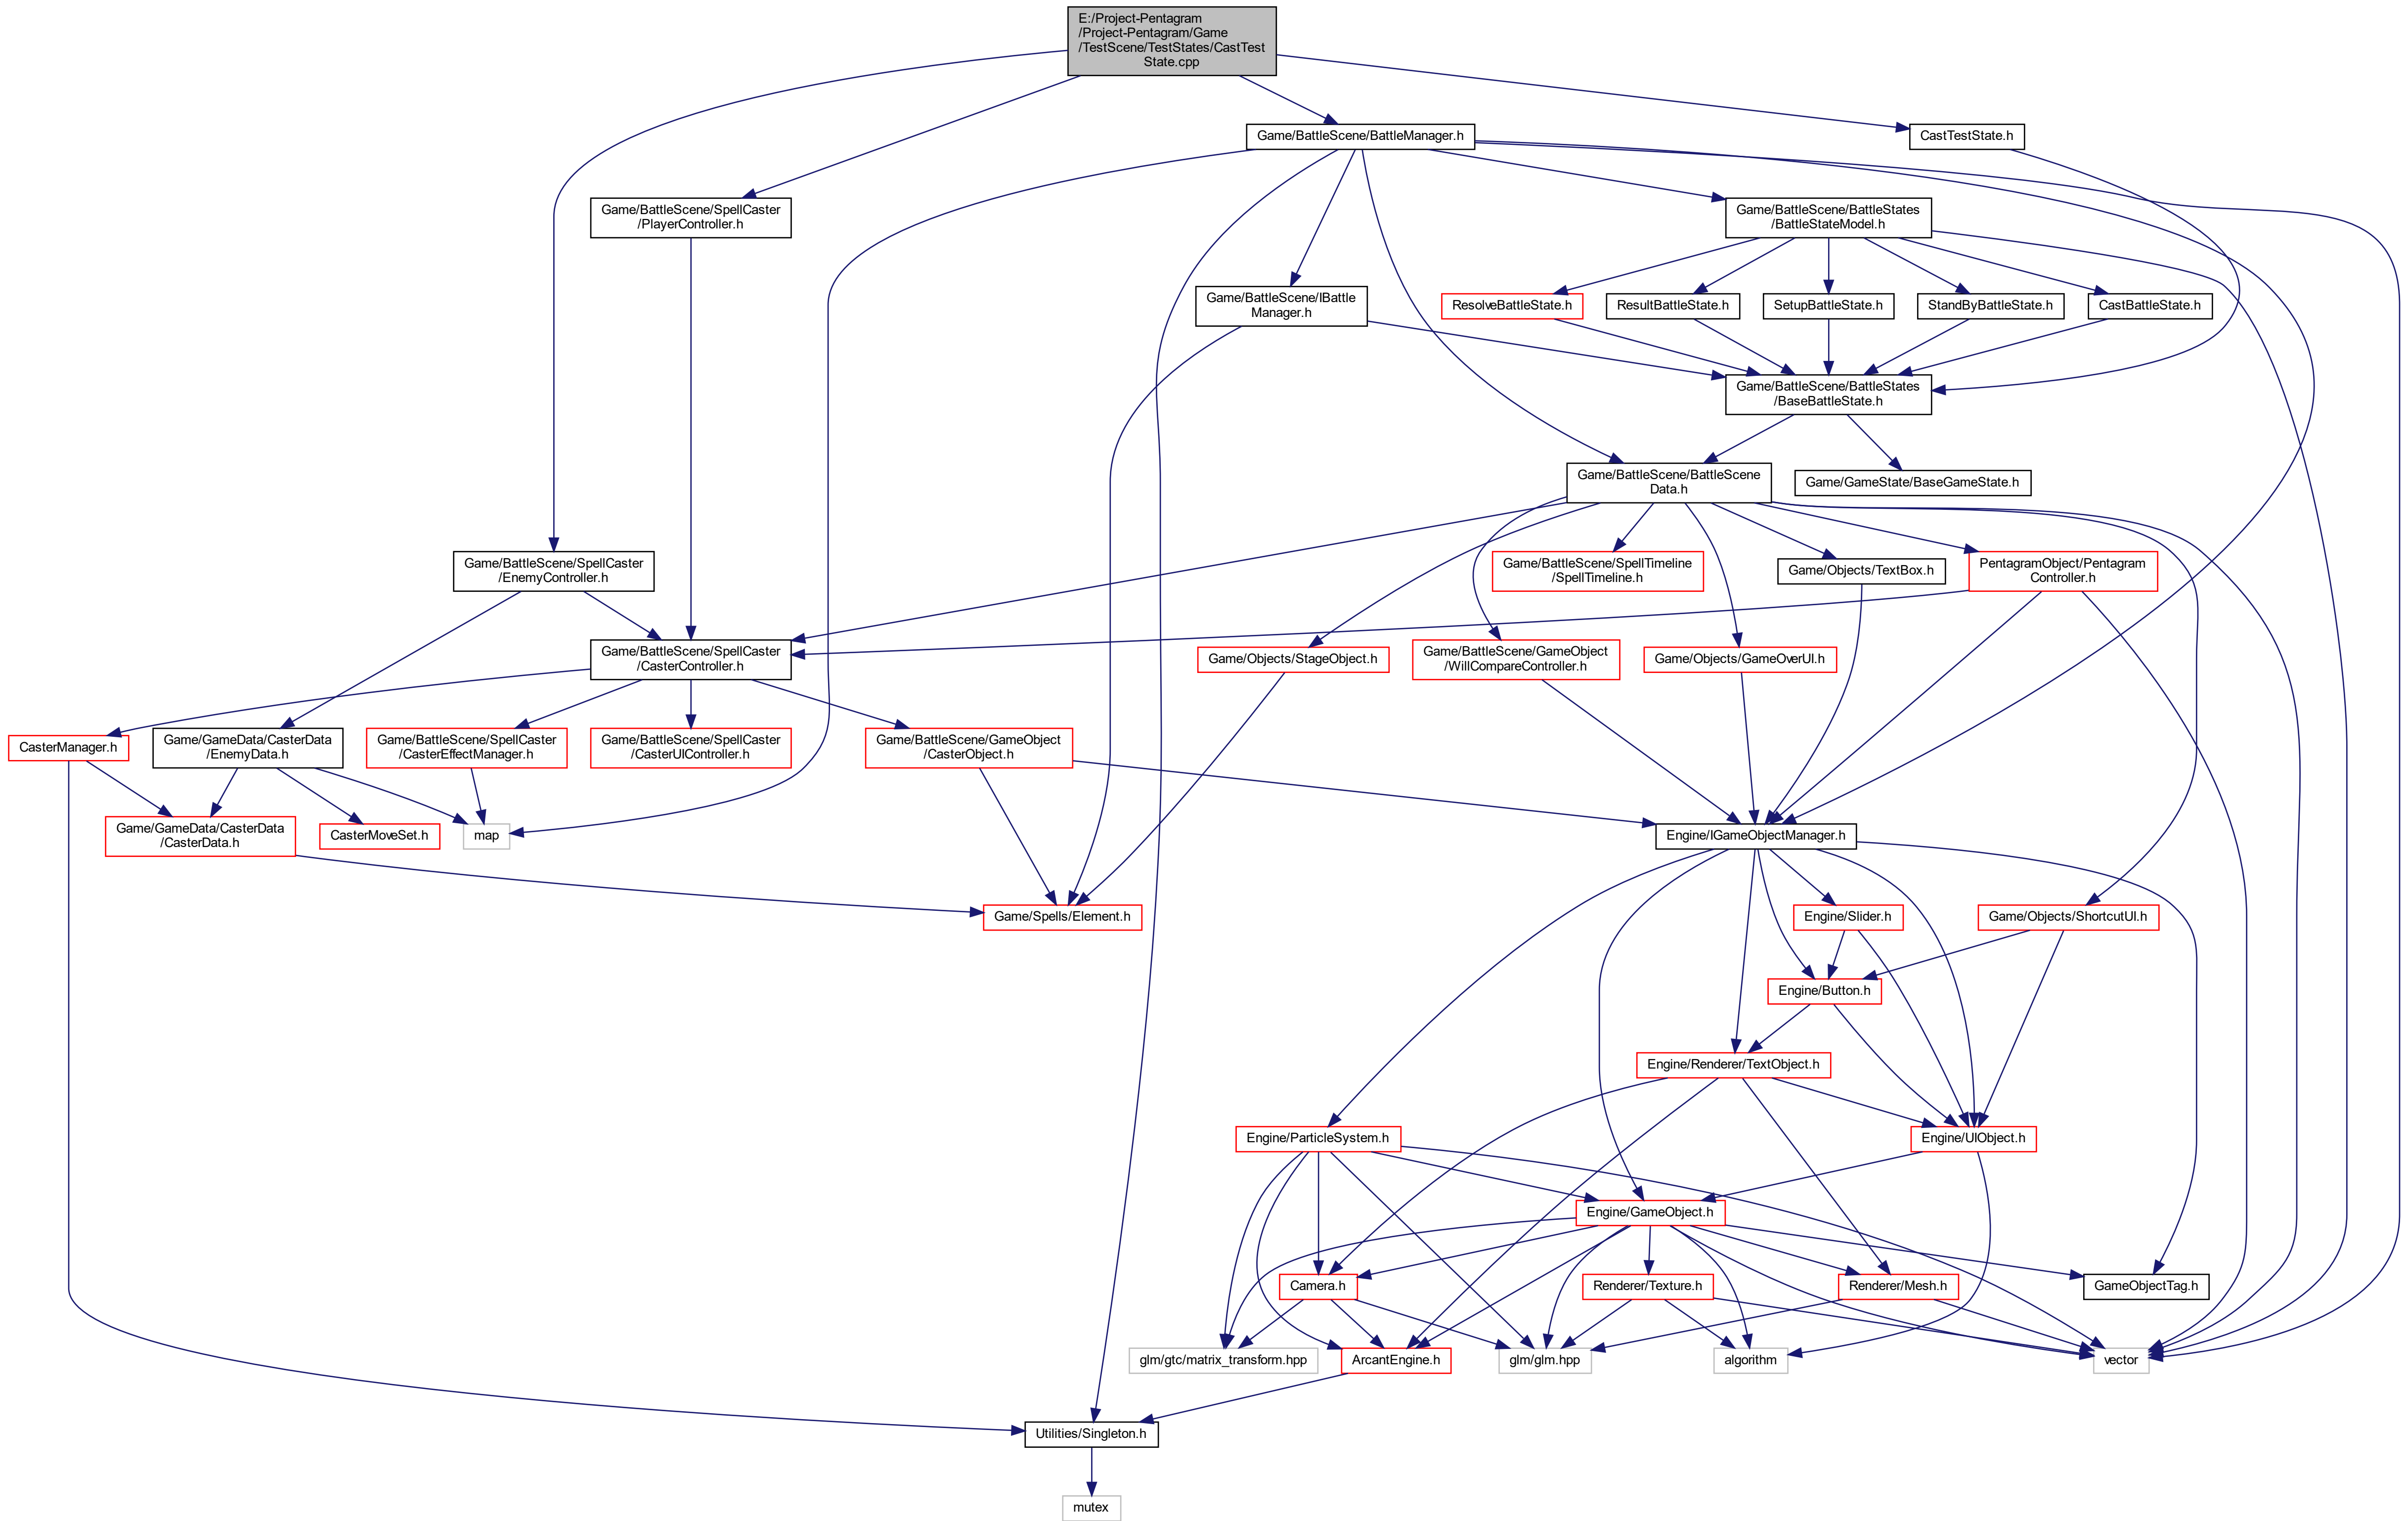 E:/Project-Pentagram
/Project-Pentagram/Game
/TestScene/TestStates/CastTest
State.cpp
Game/BattleScene/BattleManager.h
CastTestState.h
Game/BattleScene/SpellCaster
/PlayerController.h
Game/BattleScene/BattleStates
/BattleStateModel.h
Game/BattleScene/IBattle
Manager.h
ResolveBattleState.h
ResultBattleState.h
SetupBattleState.h
StandByBattleState.h
CastBattleState.h
Game/BattleScene/BattleStates
/BaseBattleState.h
Game/BattleScene/BattleScene
Data.h
Game/GameState/BaseGameState.h
Game/BattleScene/SpellCaster
/EnemyController.h
Game/BattleScene/SpellTimeline
/SpellTimeline.h
Game/Objects/TextBox.h
PentagramObject/Pentagram
Controller.h
Game/BattleScene/SpellCaster
/CasterController.h
Game/Objects/StageObject.h
Game/BattleScene/GameObject
/WillCompareController.h
Game/Objects/GameOverUI.h
CasterManager.h
Game/GameData/CasterData
/EnemyData.h
Game/BattleScene/SpellCaster
/CasterEffectManager.h
Game/BattleScene/SpellCaster
/CasterUIController.h
Game/BattleScene/GameObject
/CasterObject.h
Game/GameData/CasterData
/CasterData.h
CasterMoveSet.h
map
Engine/IGameObjectManager.h
Game/Spells/Element.h
Engine/Slider.h
Game/Objects/ShortcutUI.h
Engine/Button.h
Engine/Renderer/TextObject.h
Engine/ParticleSystem.h
Engine/UIObject.h
Engine/GameObject.h
Camera.h
Renderer/Texture.h
Renderer/Mesh.h
GameObjectTag.h
glm/gtc/matrix_transform.hpp
ArcantEngine.h
glm/glm.hpp
algorithm
vector
Utilities/Singleton.h
mutex